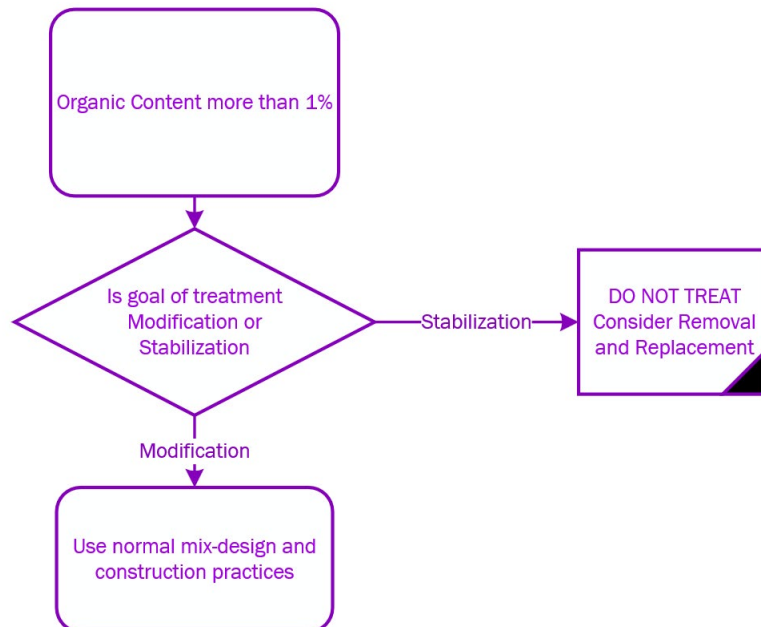 Organic Content more than 1%
Is goal of treatment
Modification or
Stabilization
Stabilization
DO NOT TREAT
Consider Removal
and Replacement
Modification
Use normal mix-design and
construction practices